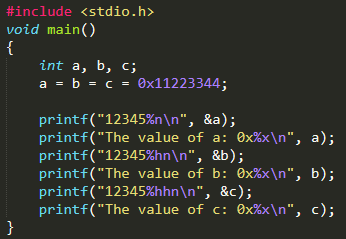 #include <stdio.h>
void main()
{
    int a, b, c;
    a = b = c = 0x11223344;

    printf("12345%n\n", &a);
    printf("The value of a: 0x%x\n", a);
    printf("12345%hn\n", &b);
    printf("The value of b: 0x%x\n", b);
    printf("12345%hhn\n", &c);
    printf("The value of c: 0x%x\n", c);
}